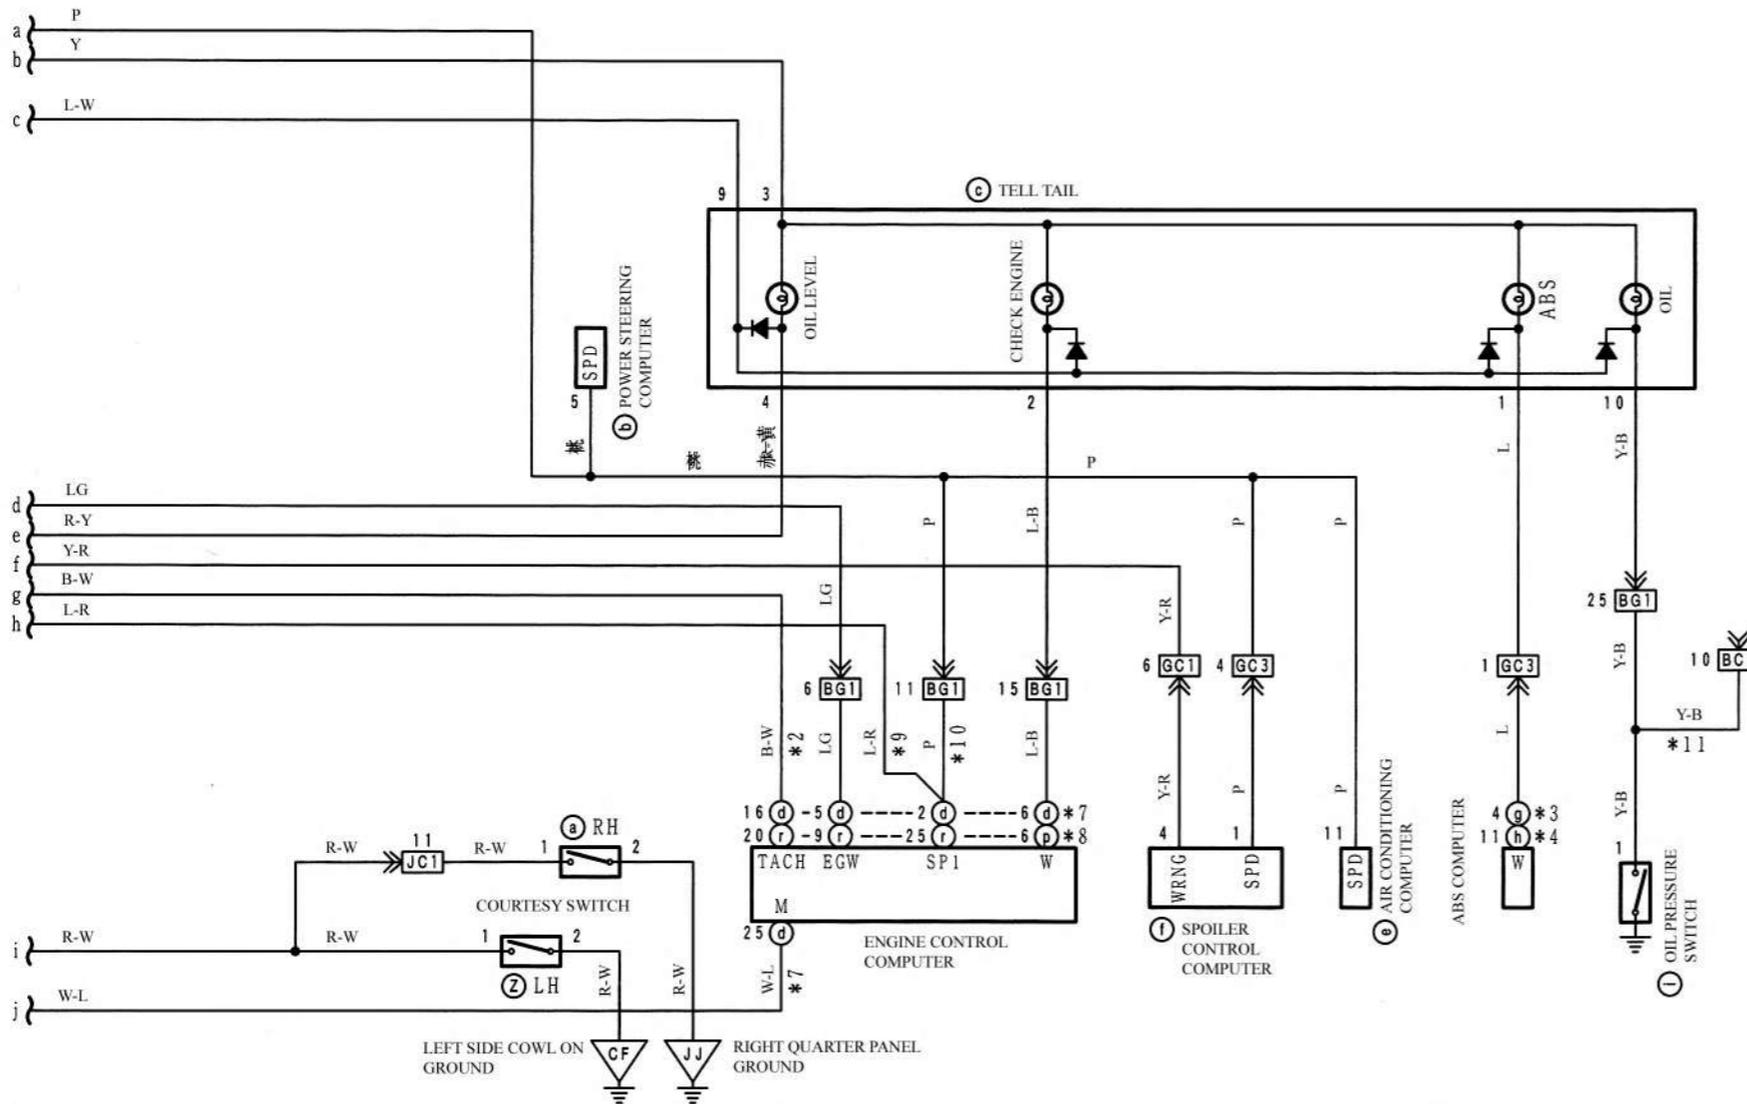 a P
b Y
c L-W
9 3
ⓒ TELL TAIL
OIL LEVEL
CHECK ENGINE
ABS
OIL
SPD
5
ⓑ POWER STEERING
COMPUTER
4 2 1 10
桃
桃
赤-黄
P
L
Y-B
d LG
e R-Y
f Y-R
g B-W
h L-R
LG
P
L-B
P
P
Y-R
25 BG1
6 GC1
4 GC3
1 GC3
10 BC
6 BG1
11 BG1
15 BG1
Y-B
Y-B
*11
B-W
*2
LG
L-R
*9
P
*10
L-B
Y-R
P
P
L
Y-B
16 ⓓ -5 ⓓ ----2 ⓓ ----6 ⓓ *7
20 ⓡ -9 ⓡ ---25 ⓡ ---6 ⓟ *8
TACH EGW SP1 W
M
25 ⓓ
ENGINE CONTROL
COMPUTER
4 1
WRNG
SPD
ⓕ SPOILER
CONTROL
COMPUTER
11
SPD
ⓔ AIR CONDITIONING
COMPUTER
ABS COMPUTER
4 ⓖ *3
11 ⓗ *4
W
1
ⓘ OIL PRESSURE
SWITCH
R-W
11
JC1
R-W
1
ⓐ RH
2
COURTESY SWITCH
i R-W
R-W
1 2
Ⓩ LH
R-W
R-W
W-L
*7
j W-L
LEFT SIDE COWL ON
GROUND
CF
JJ
RIGHT QUARTER PANEL
GROUND